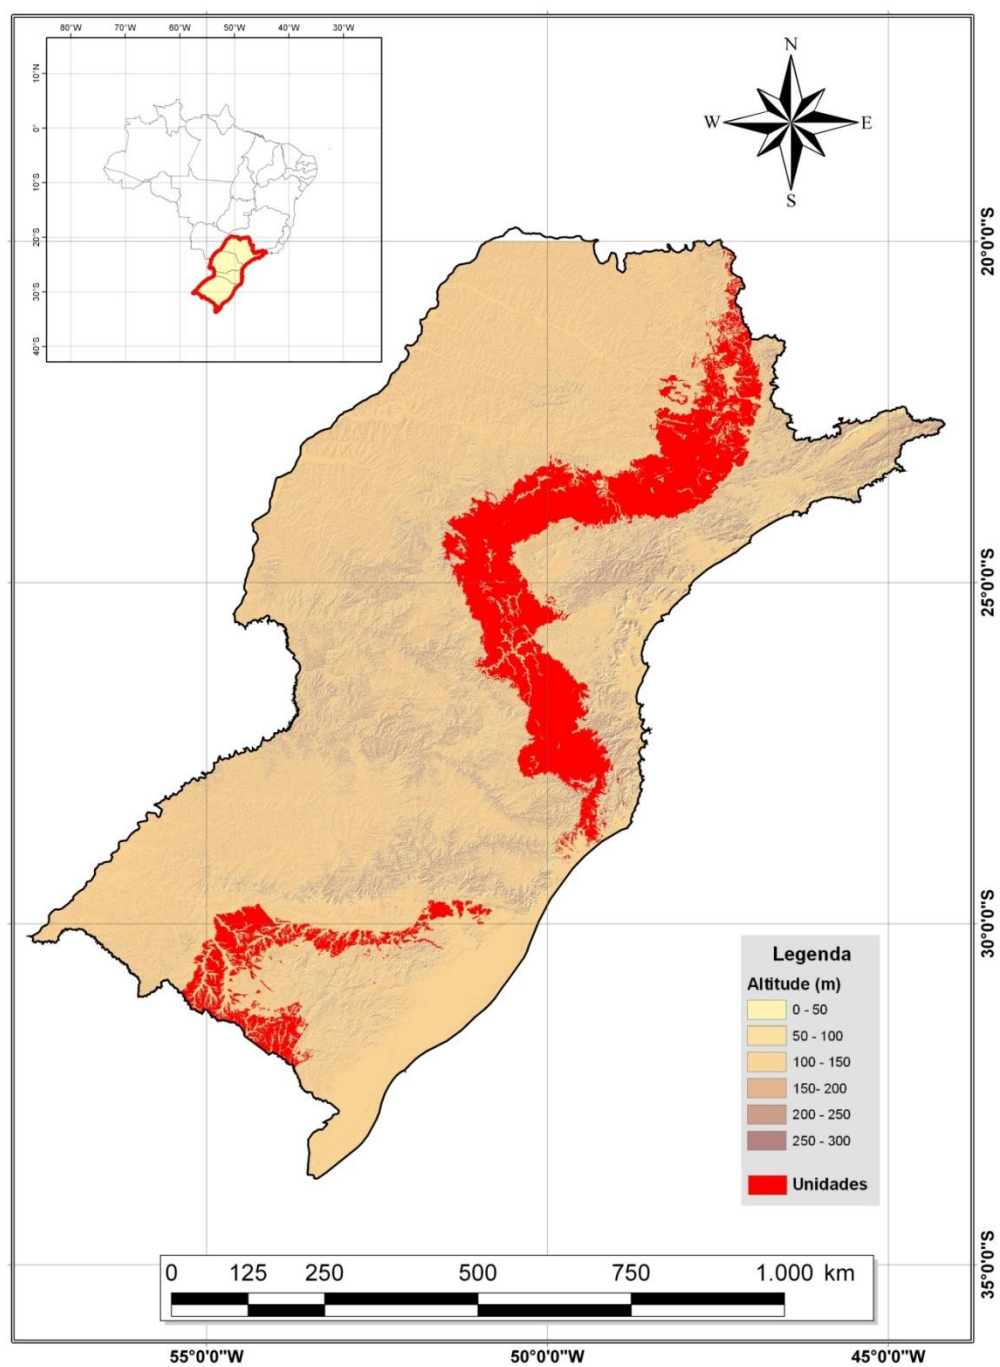 80°W 70°W 60°W 50°W 40°W 30°W
10°N
0°
10°S
20°S
30°S
40°S
N
W E
S
20°0'0"S
25°0'0"S
30°0'0"S
35°0'0"S
Legenda
Altitude (m)
0 - 50
50 - 100
100 - 150
150- 200
200 - 250
250 - 300
Unidades
0 125 250 500 750 1.000 km
55°0'0"W 50°0'0"W 45°0'0"W